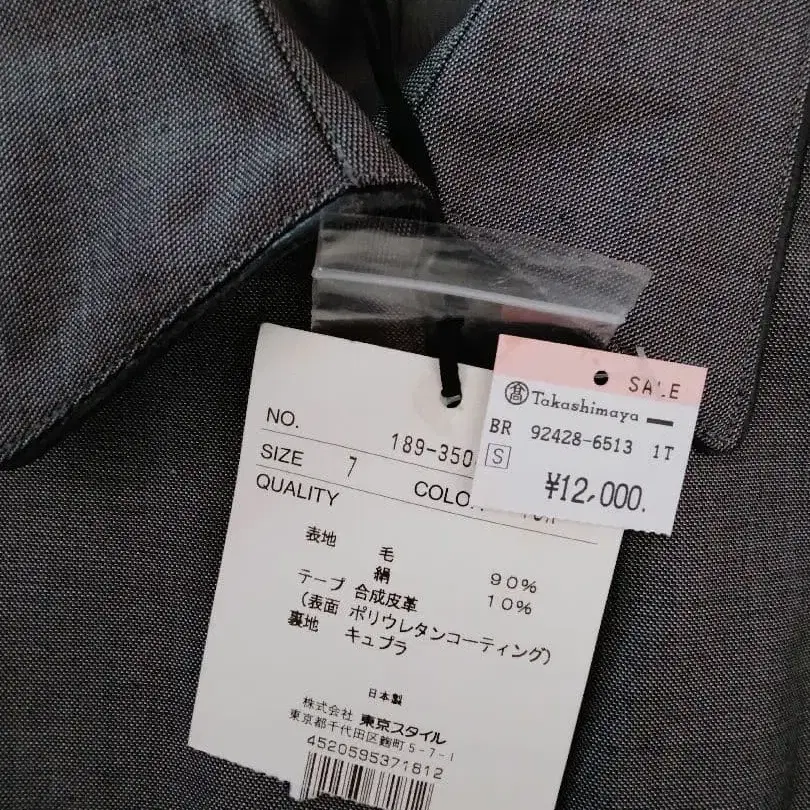 SALE
髙 Takashimaya
BR 92428-6513 1T
S
¥12,000.
NO. 189-350
SIZE 7 COLO
QUALITY
表地 毛 90%
絹 10%
テープ 合成皮革
(表面 ポリウレタンコーティング)
裏地 キュプラ
日本製
株式会社 東京スタイル
東京都千代田区麹町5-7-1
4520595371812